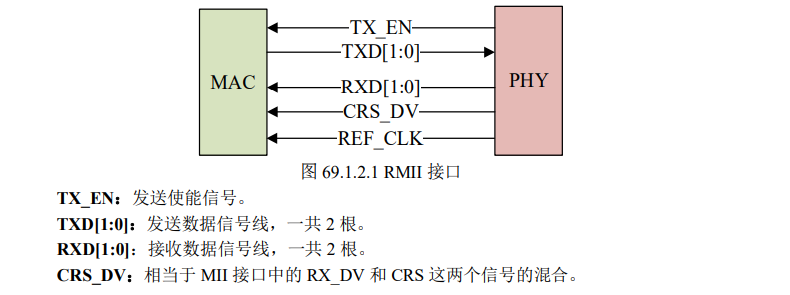 TX_EN
TXD[1:0]
MAC
RXD[1:0]
PHY
CRS_DV
REF_CLK
图 69.1.2.1 RMII 接口
TX_EN：发送使能信号。
TXD[1:0]：发送数据信号线，一共 2 根。
RXD[1:0]：接收数据信号线，一共 2 根。
CRS_DV：相当于 MII 接口中的 RX_DV 和 CRS 这两个信号的混合。